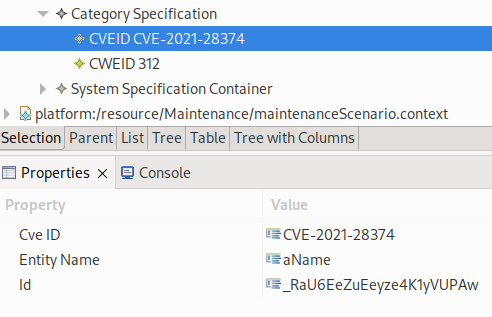 Category Specification
CVEID CVE-2021-28374
CWEID 312
System Specification Container
platform:/resource/Maintenance/maintenanceScenario.context
Selection Parent List Tree Table Tree with Columns
Properties Console
Property Value
Cve ID CVE-2021-28374
Entity Name aName
Id _RaU6EeZuEeyze4K1yVUPAw